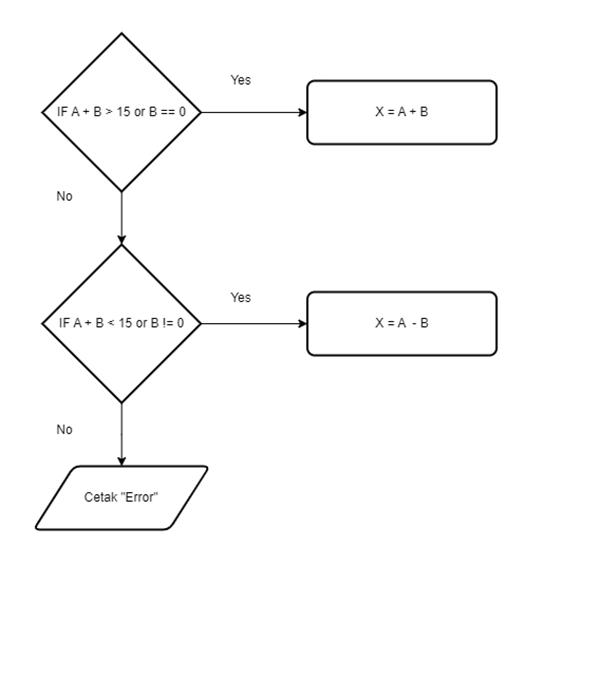 Yes
IF A + B > 15 or B == 0
X = A + B
No
Yes
IF A + B < 15 or B != 0
X = A - B
No
Cetak "Error"